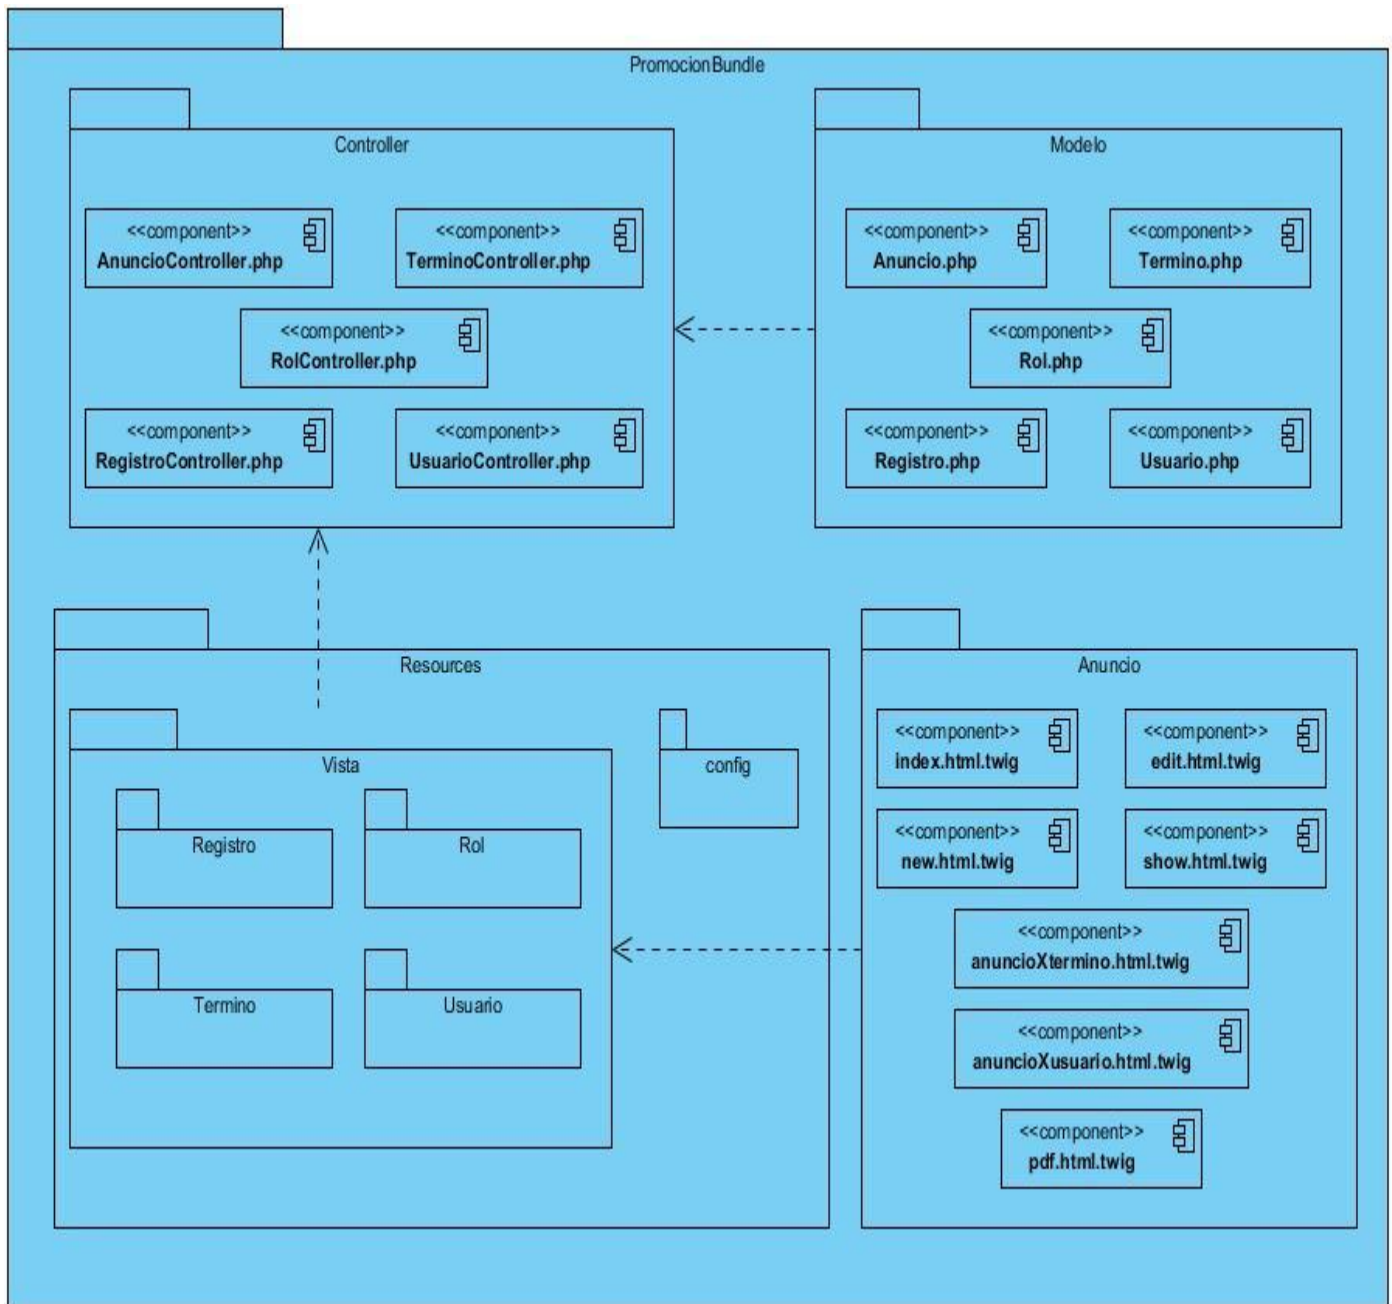 PromocionBundle
Controller
<<component>>
AnuncioController.php
<<component>>
TerminoController.php
<<component>>
RolController.php
<<component>>
RegistroController.php
<<component>>
UsuarioController.php
Modelo
<<component>>
Anuncio.php
<<component>>
Termino.php
<<component>>
Rol.php
<<component>>
Registro.php
<<component>>
Usuario.php
Resources
Vista
Registro
Rol
Termino
Usuario
config
Anuncio
<<component>>
index.html.twig
<<component>>
edit.html.twig
<<component>>
new.html.twig
<<component>>
show.html.twig
<<component>>
anuncioXtermino.html.twig
<<component>>
anuncioXusuario.html.twig
<<component>>
pdf.html.twig